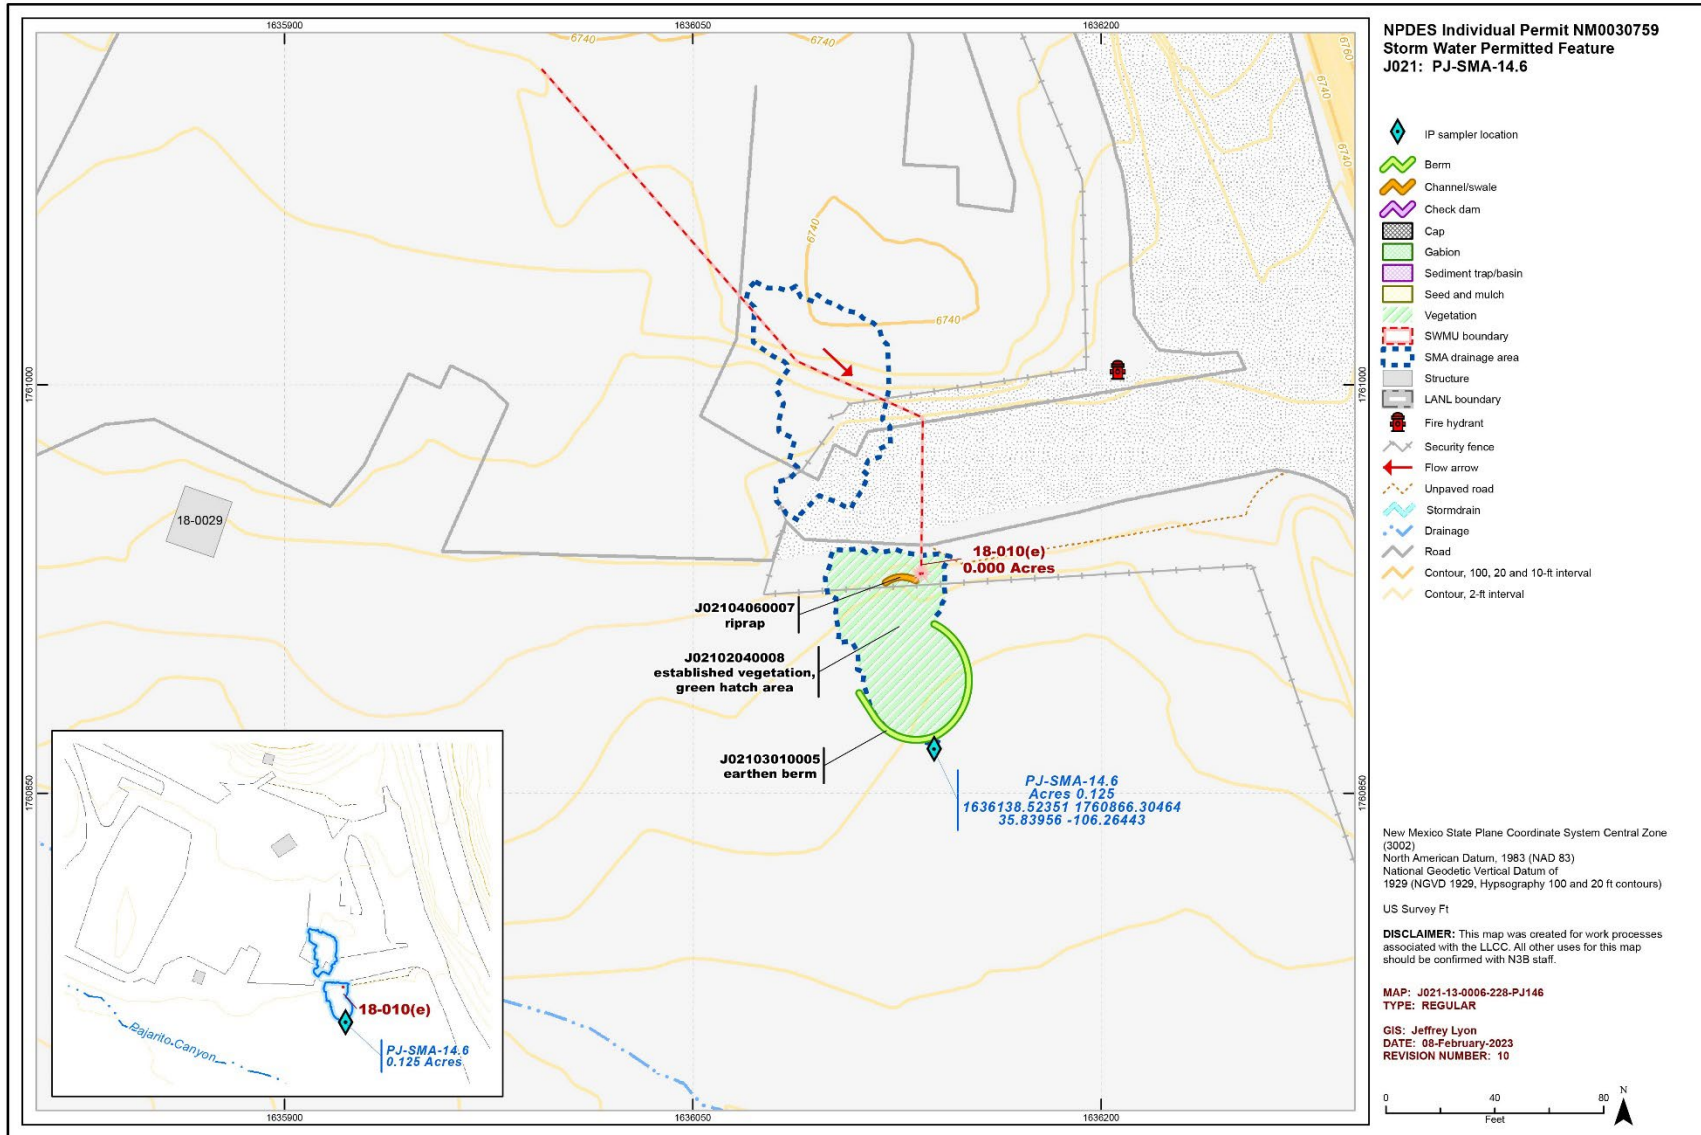 NPDES Individual Permit NM0030759
Storm Water Permitted Feature
J021: PJ-SMA-14.6
IP sampler location
Berm
Channel/swale
Check dam
Cap
Gabion
Sediment trap/basin
Seed and mulch
Vegetation
SWMU boundary
SMA drainage area
Structure
LANL boundary
Fire hydrant
Security fence
Flow arrow
Unpaved road
Stormdrain
Drainage
Road
Contour, 100, 20 and 10-ft interval
Contour, 2-ft interval
New Mexico State Plane Coordinate System Central Zone
(3002)
North American Datum, 1983 (NAD 83)
National Geodetic Vertical Datum of
1929 (NGVD 1929, Hypsography 100 and 20 ft contours)
US Survey Ft
DISCLAIMER: This map was created for work processes
associated with the LLCC. All other uses for this map
should be confirmed with N3B staff.
MAP: J021-13-0006-228-PJ146
TYPE: REGULAR
GIS: Jeffrey Lyon
DATE: 08-February-2023
REVISION NUMBER: 10
N
0 40 80
Feet
1635900 1636050 1636200
6740
6740
6760
6740
6740
6740
1761000
1761000
18-0029
18-010(e)
0.000 Acres
J02104060007
riprap
J02102040008
established vegetation,
green hatch area
J02103010005
earthen berm
PJ-SMA-14.6
Acres 0.125
1636138.52351 1760866.30464
35.83956 -106.26443
1760850
1760850
18-010(e)
PJ-SMA-14.6
0.125 Acres
Pajarito Canyon
1635900 1636050 1636200